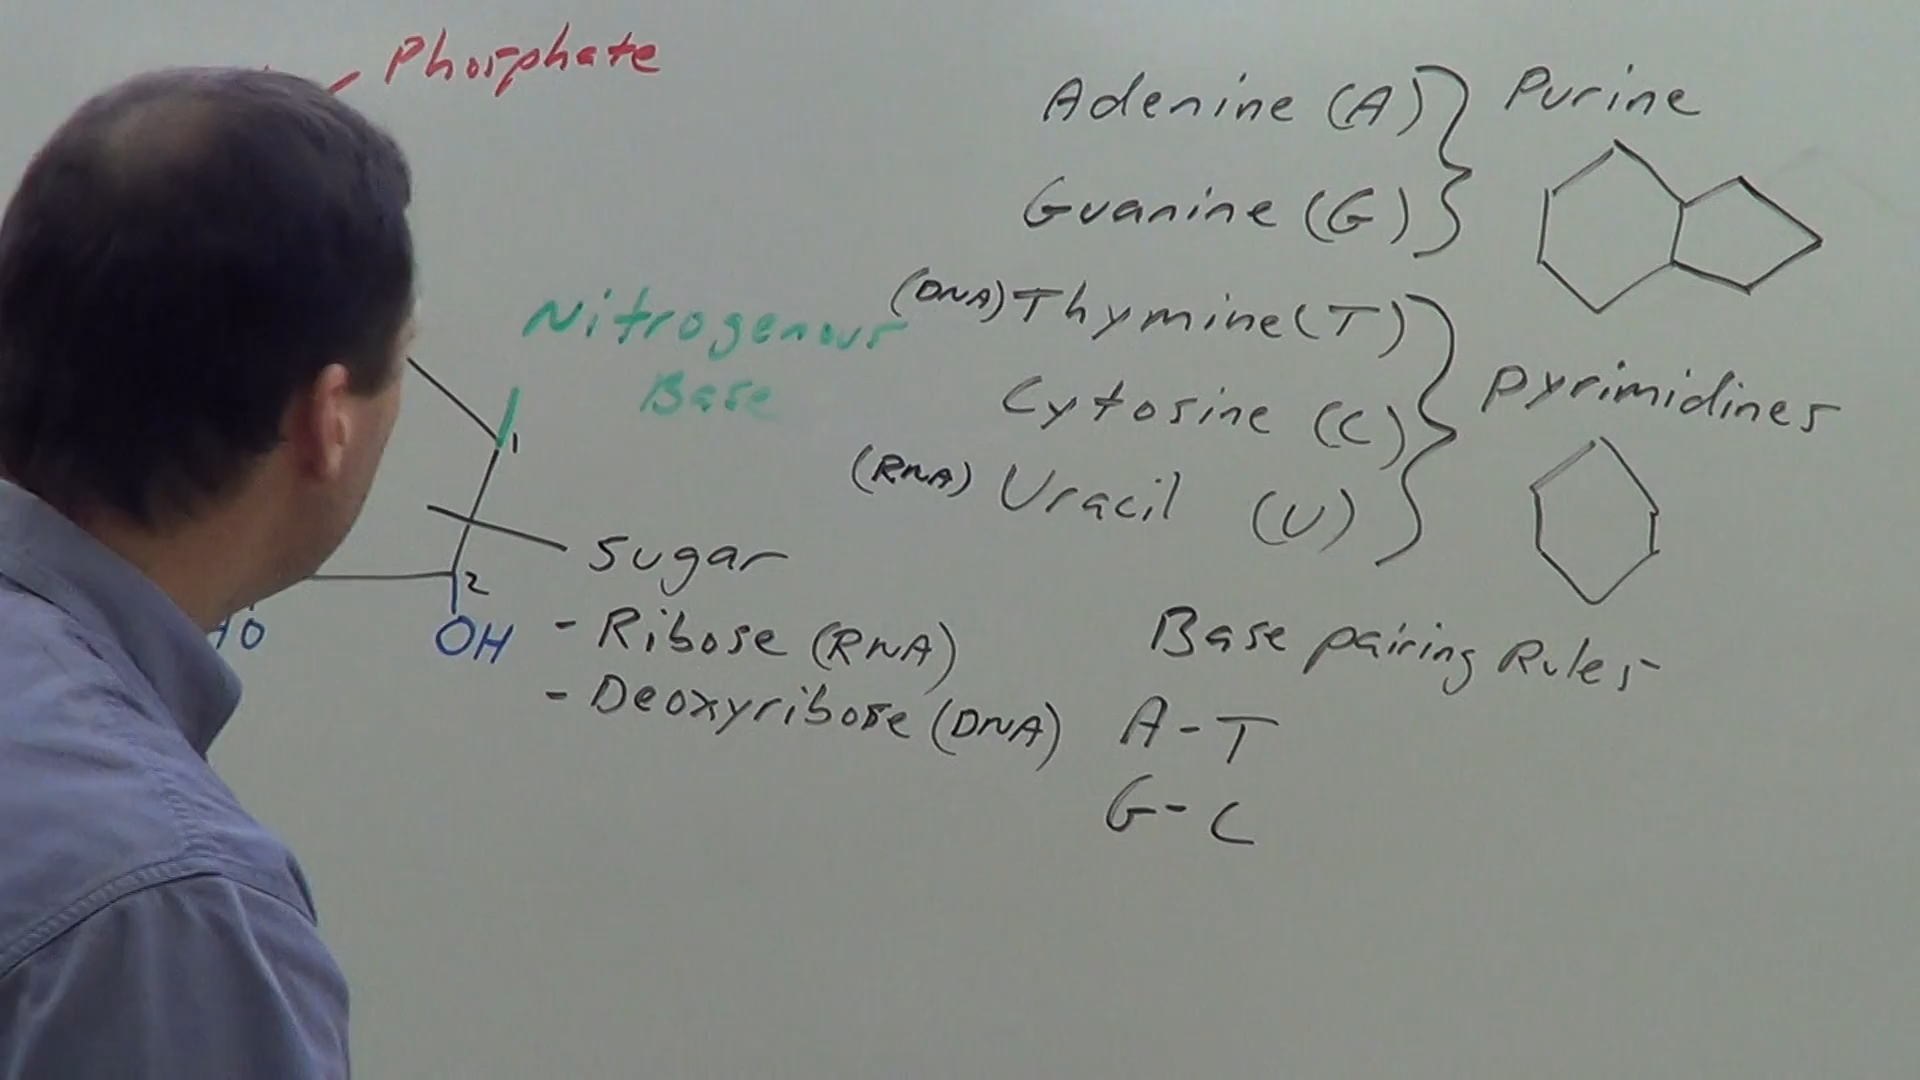 Phosphate
Nitrogenous
Base
1
2
Sugar
HO
OH
- Ribose (RNA)
- Deoxyribose (DNA)
Adenine (A)
Guanine (G)
Purine
(DNA) Thymine (T)
Cytosine (C)
(RNA) Uracil (U)
Pyrimidines
Base pairing Rules
A-T
G-C